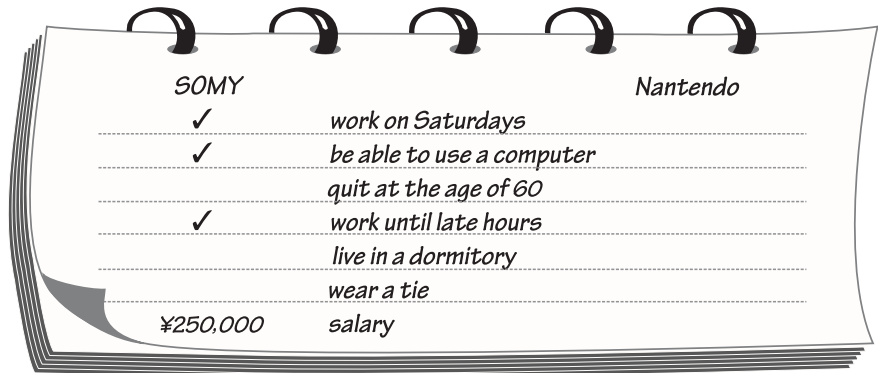 SOMY Nantendo
✓ work on Saturdays
✓ be able to use a computer
quit at the age of 60
✓ work until late hours
live in a dormitory
wear a tie
¥250,000 salary